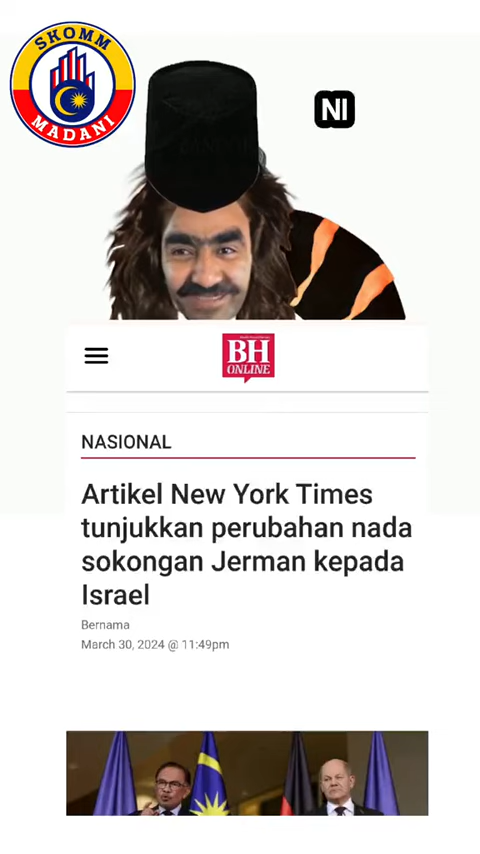 SKOMM
MADANI
NI
NASIONAL
BH
ONLINE
Artikel New York Times
tunjukkan perubahan nada
sokongan Jerman kepada
Israel
Bernama
March 30, 2024 @ 11:49pm